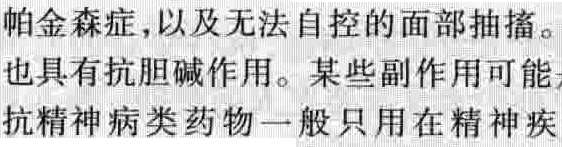 帕金森症,以及无法自控的面部抽搐。
也具有抗胆碱作用。某些副作用可能
抗精神病类药物一般只用在精神疾